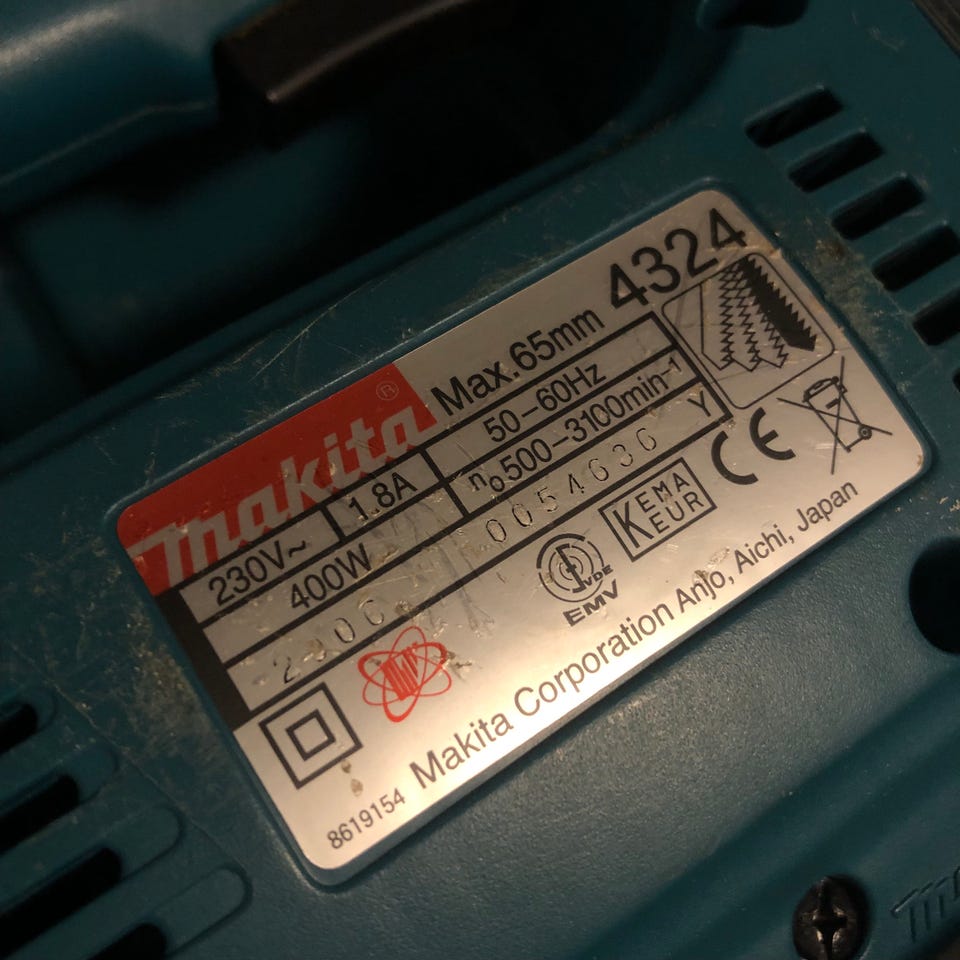 makita®
Max.65mm 4324
230V~ 1.8A 50-60Hz
400W n₀500-3100min⁻¹
0054636 Y
CE
KEMA
KEUR
VDE
EMV
Makita Corporation Anjo, Aichi, Japan
8619154